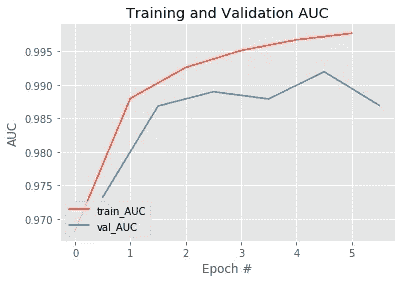 Training and Validation AUC
0.995
0.990
0.985
0.980
0.975
0.970
AUC
train_AUC
val_AUC
0 1 2 3 4 5
Epoch #